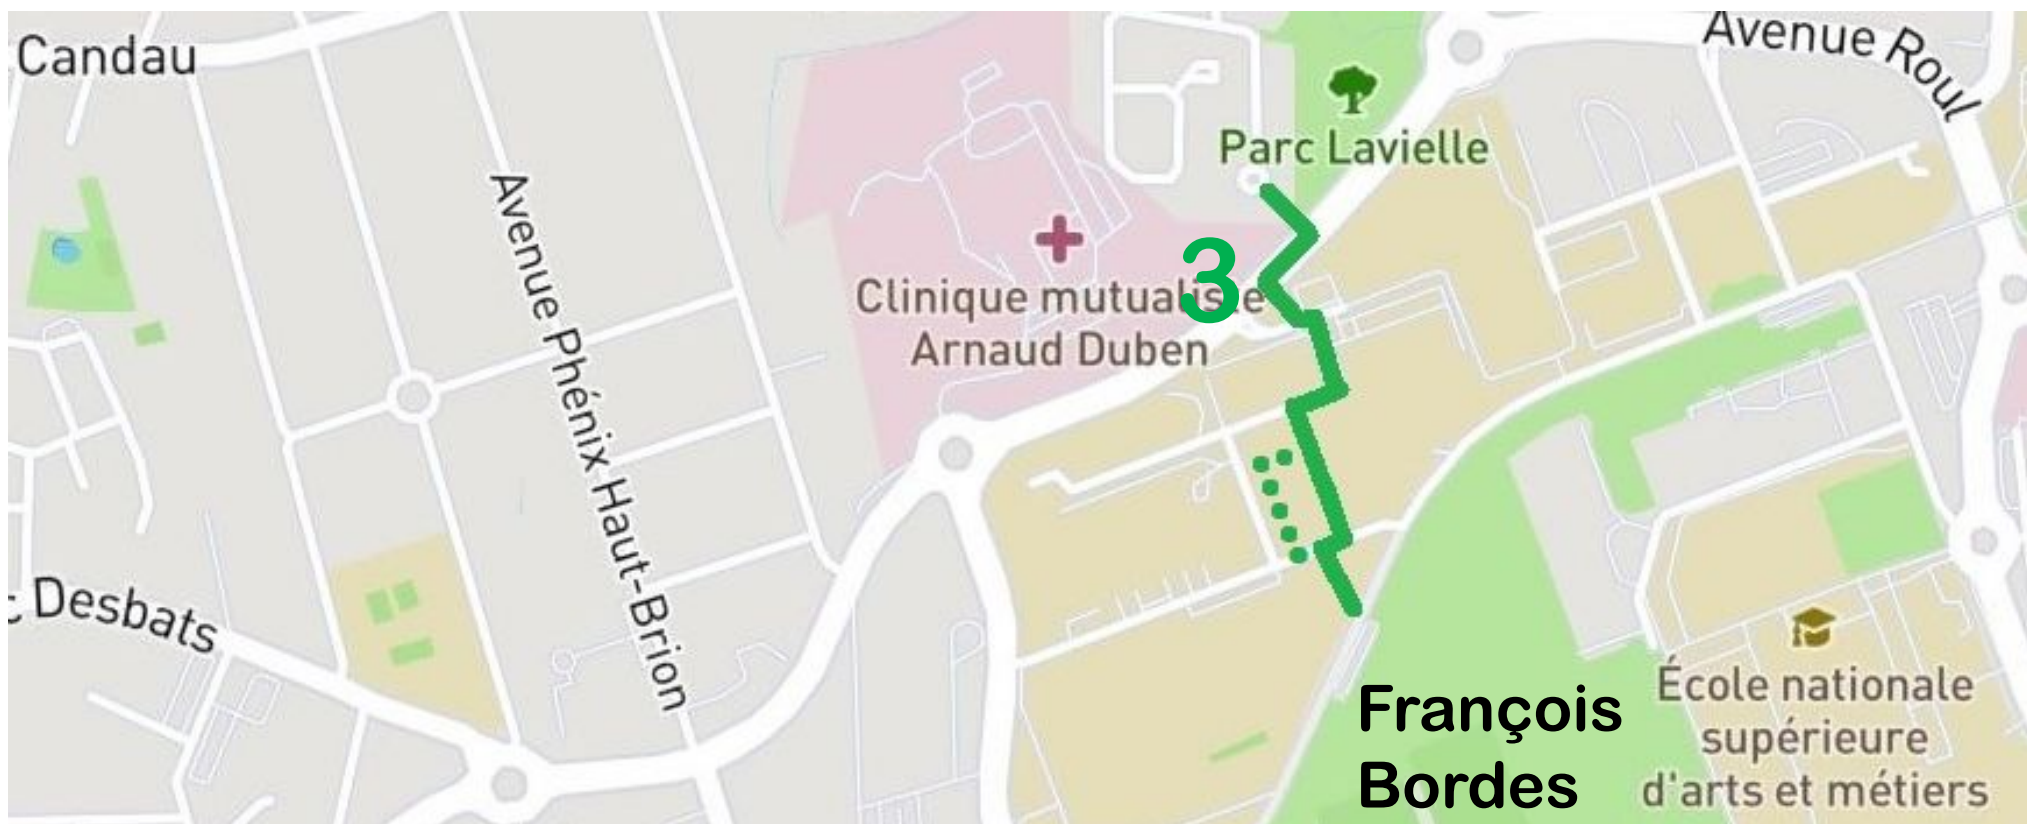 Candau
Avenue Roul
Parc Lavielle
Avenue Phénix Haut-Brion
3
Clinique mutualiste
Arnaud Duben
Desbats
François
Bordes
École nationale
supérieure
d'arts et métiers